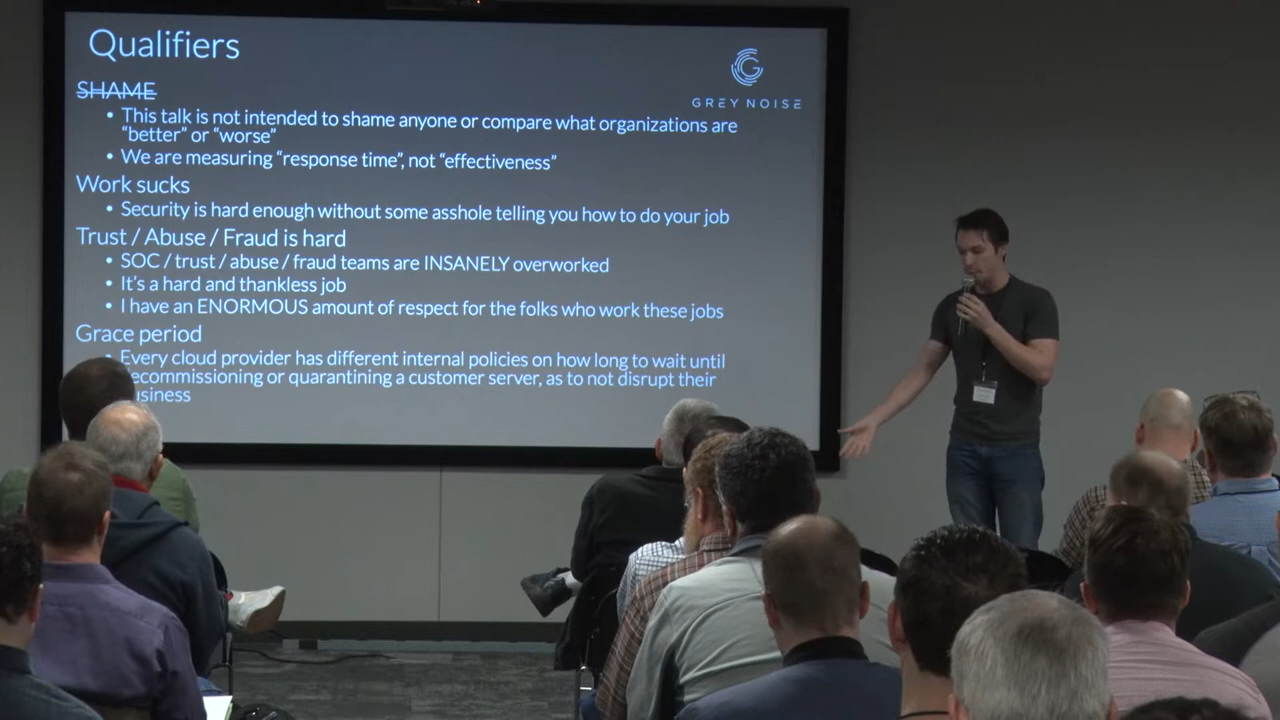 Qualifiers
GREY NOISE
SHAME
• This talk is not intended to shame anyone or compare what organizations are
"better" or "worse"
• We are measuring "response time", not "effectiveness"
Work sucks
• Security is hard enough without some asshole telling you how to do your job
Trust / Abuse / Fraud is hard
• SOC / trust / abuse / fraud teams are INSANELY overworked
• It's a hard and thankless job
• I have an ENORMOUS amount of respect for the folks who work these jobs
Grace period
• Every cloud provider has different internal policies on how long to wait until
ecommissioning or quarantining a customer server, as to not disrupt their
usiness